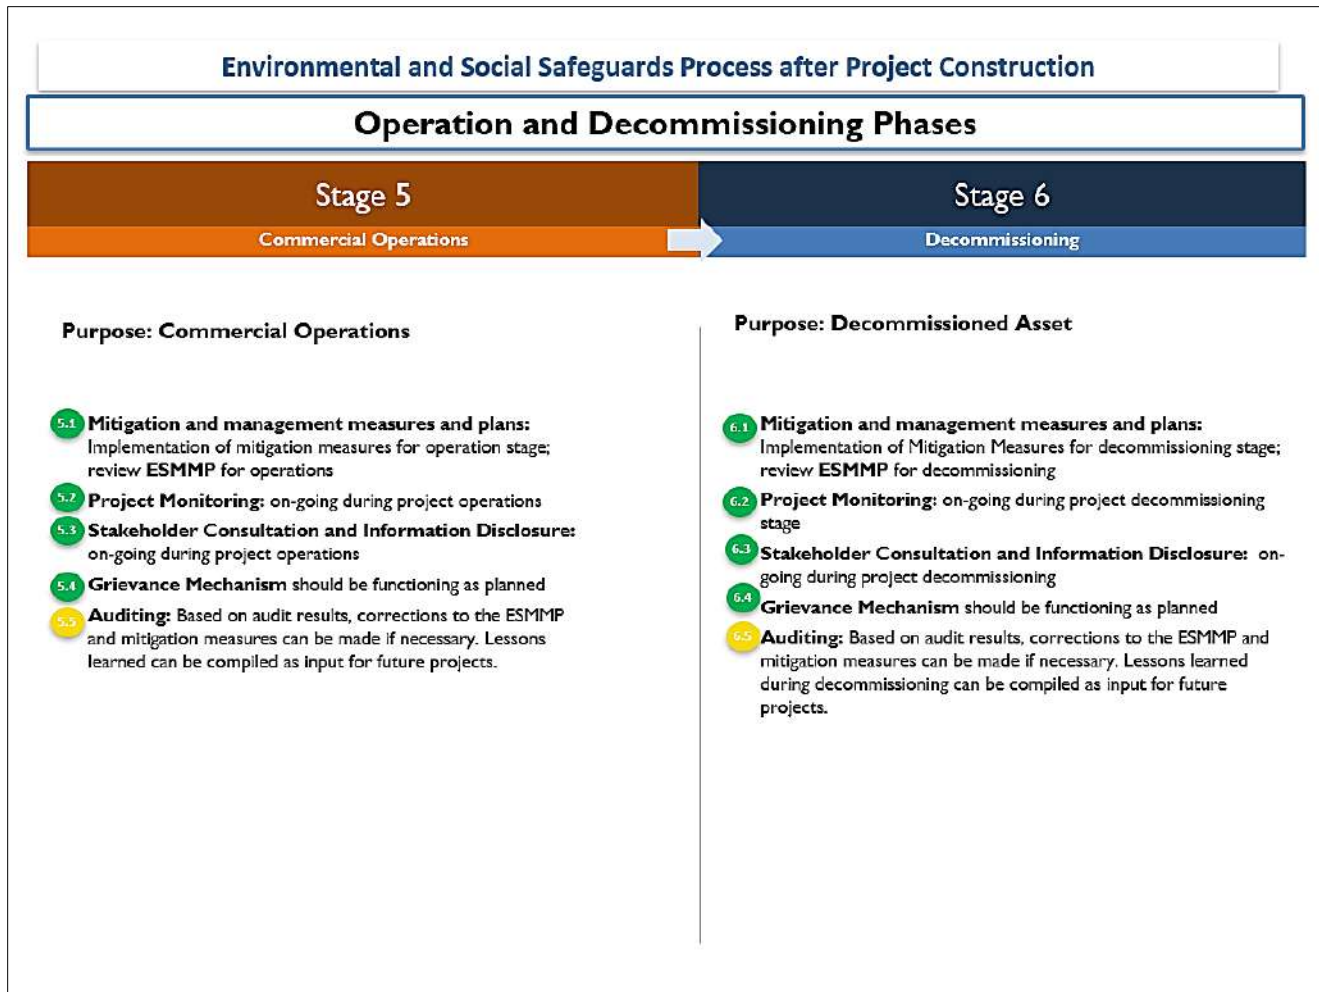 Environmental and Social Safeguards Process after Project Construction
Operation and Decommissioning Phases
Stage 5
Commercial Operations
Stage 6
Decommissioning
Purpose: Commercial Operations
5.1 Mitigation and management measures and plans:
Implementation of mitigation measures for operation stage;
review ESMMP for operations
5.2 Project Monitoring: on-going during project operations
5.3 Stakeholder Consultation and Information Disclosure:
on-going during project operations
5.4 Grievance Mechanism should be functioning as planned
5.5 Auditing: Based on audit results, corrections to the ESMMP
and mitigation measures can be made if necessary. Lessons
learned can be compiled as input for future projects.
Purpose: Decommissioned Asset
6.1 Mitigation and management measures and plans:
Implementation of Mitigation Measures for decommissioning stage;
review ESMMP for decommissioning
6.2 Project Monitoring: on-going during project decommissioning
stage
6.3 Stakeholder Consultation and Information Disclosure: on-
going during project decommissioning
6.4 Grievance Mechanism should be functioning as planned
6.5 Auditing: Based on audit results, corrections to the ESMMP and
mitigation measures can be made if necessary. Lessons learned
during decommissioning can be compiled as input for future
projects.